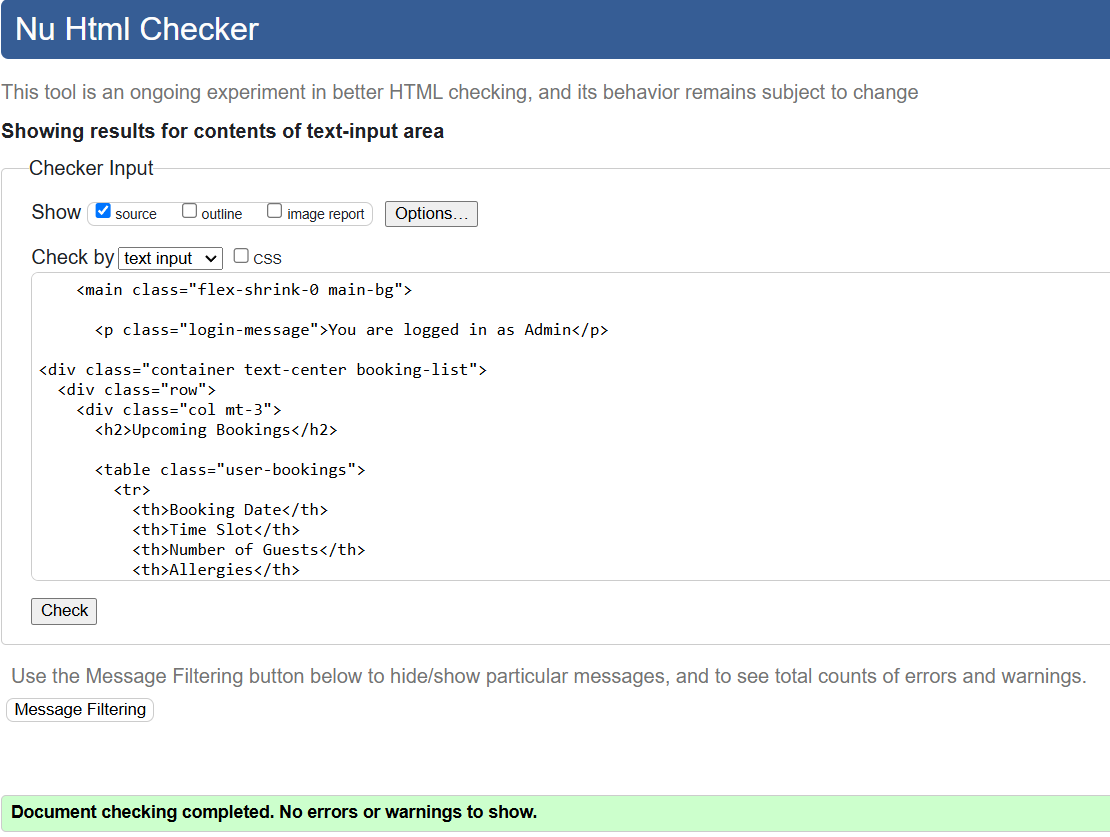 Nu Html Checker
This tool is an ongoing experiment in better HTML checking, and its behavior remains subject to change
Showing results for contents of text-input area
Checker Input
Show source outline image report Options...
Check by text input CSS
<main class="flex-shrink-0 main-bg">
<p class="login-message">You are logged in as Admin</p>
<div class="container text-center booking-list">
<div class="row">
<div class="col mt-3">
<h2>Upcoming Bookings</h2>
<table class="user-bookings">
<tr>
<th>Booking Date</th>
<th>Time Slot</th>
<th>Number of Guests</th>
<th>Allergies</th>
Check
Use the Message Filtering button below to hide/show particular messages, and to see total counts of errors and warnings.
Message Filtering
Document checking completed. No errors or warnings to show.